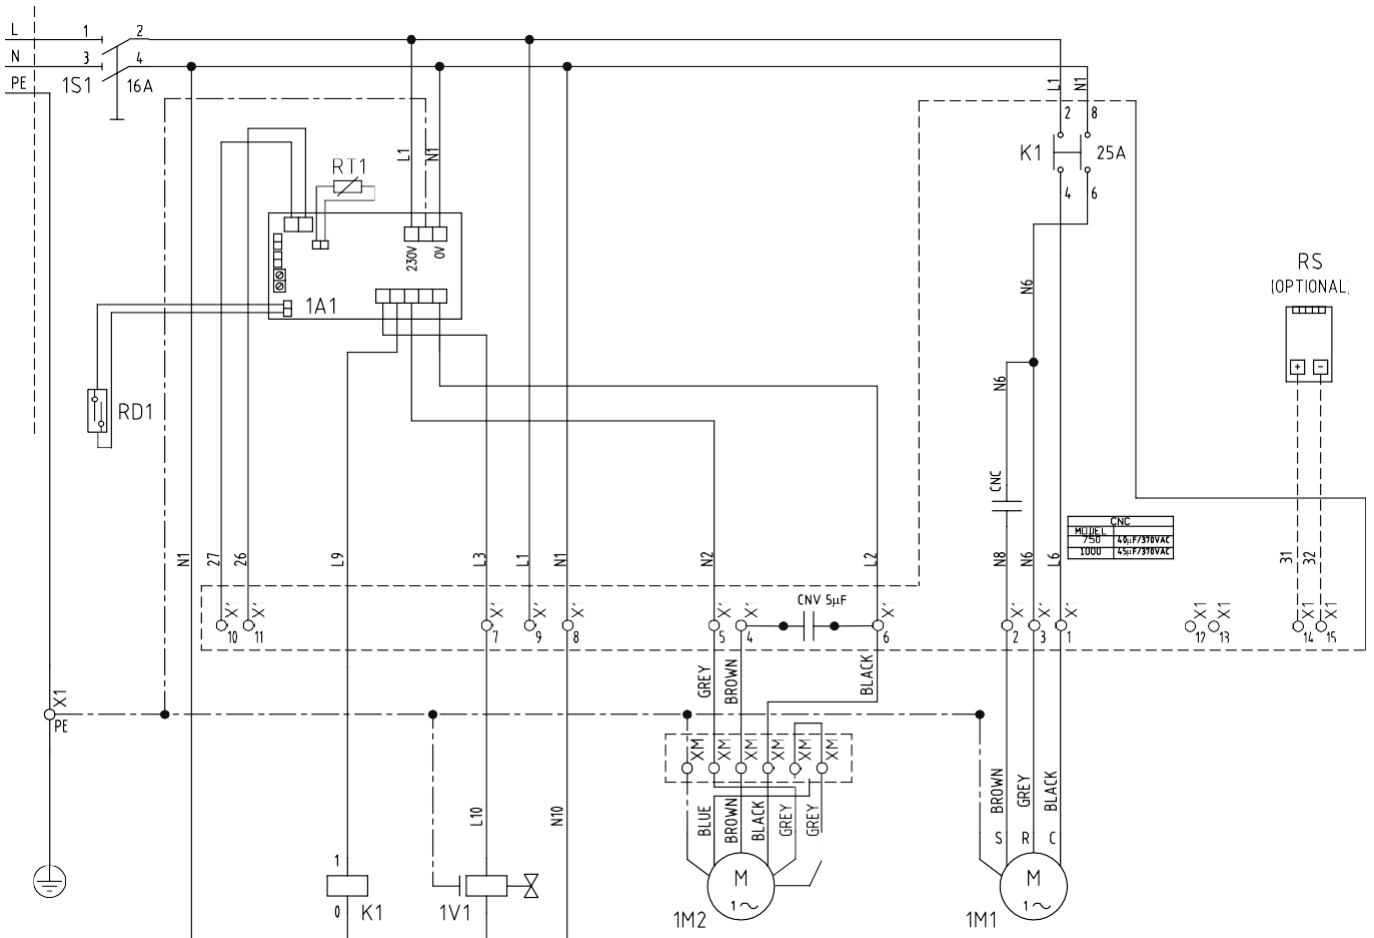 L 1 2
N 3 4
PE 1S1 16A
L1 N1
2 8
K1 25A
4 6
RT1 L1 N1
230V 0V
1A1
RD1
RS
(OPTIONAL)
+ -
N6
N6
CNC
CNC
MODEL
750 40µF/370VAC
1000 45µF/370VAC
N1 27 26 L9 L3 L1 N1 N2 L2 N8 N6 L6 31 32
CNV 5µF
X' X' X' X' X' X' X' X' X' X' X' X1 X1 X1 X1
10 11 7 9 8 5 4 6 2 3 1 12 13 14 15
GREY BROWN BLACK
X1
PE
XM XM XM XM XM XM
L10 N10
BLUE BROWN BLACK GREY GREY
BROWN GREY BLACK
S R C
1
0 K1
1V1
M
1~
1M2
M
1~
1M1